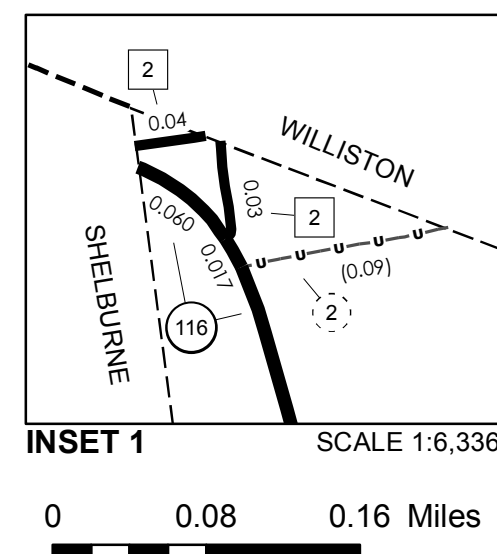 2
0.04
WILLISTON
0.03
2
0.060
0.017
SHELBURNE
116
U U U U U
(0.09)
2
INSET 1 SCALE 1:6,336
0 0.08 0.16 Miles